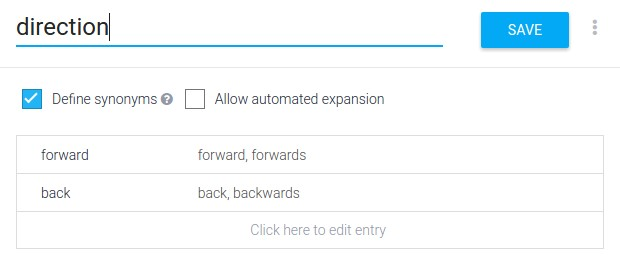 direction
SAVE
Define synonyms ? Allow automated expansion
forward forward, forwards
back back, backwards
Click here to edit entry